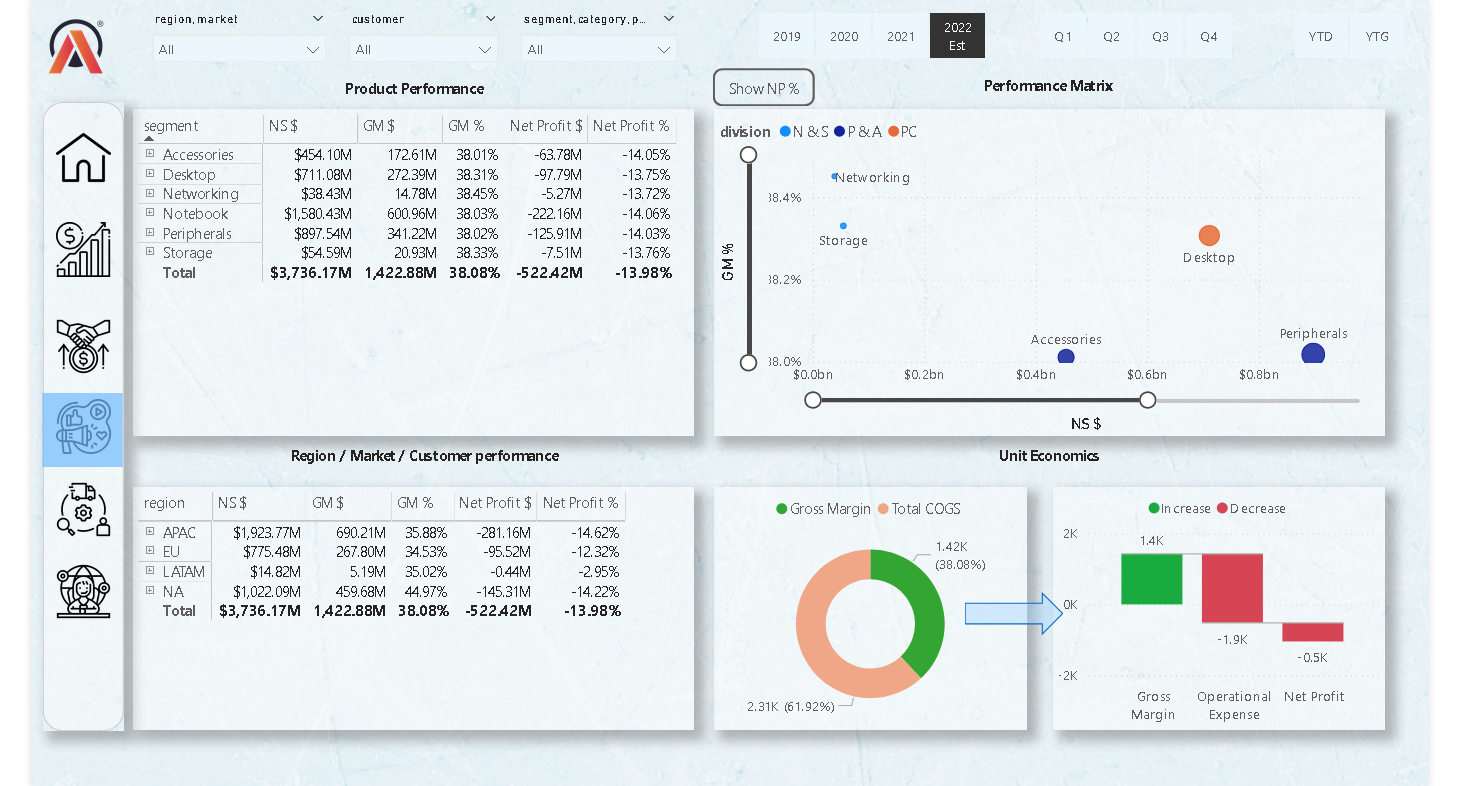 region, market
customer
segment, category, p...
All
All
All
2019
2020
2021
2022
Est
Q1
Q2
Q3
Q4
YTD
YTG
Product Performance
Show NP %
Performance Matrix
segment NS $ GM $ GM % Net Profit $ Net Profit %
Accessories $454.10M 172.61M 38.01% -63.78M -14.05%
Desktop $711.08M 272.39M 38.31% -97.79M -13.75%
Networking $38.43M 14.78M 38.45% -5.27M -13.72%
Notebook $1,580.43M 600.96M 38.03% -222.16M -14.06%
Peripherals $897.54M 341.22M 38.02% -125.91M -14.03%
Storage $54.59M 20.93M 38.33% -7.51M -13.76%
Total $3,736.17M 1,422.88M 38.08% -522.42M -13.98%
division N & S P & A PC
GM %
38.4%
38.2%
38.0%
Networking
Storage
Desktop
Accessories
Peripherals
$0.0bn $0.2bn $0.4bn $0.6bn $0.8bn
NS $
Region / Market / Customer performance
Unit Economics
region NS $ GM $ GM % Net Profit $ Net Profit %
APAC $1,923.77M 690.21M 35.88% -281.16M -14.62%
EU $775.48M 267.80M 34.53% -95.52M -12.32%
LATAM $14.82M 5.19M 35.02% -0.44M -2.95%
NA $1,022.09M 459.68M 44.97% -145.31M -14.22%
Total $3,736.17M 1,422.88M 38.08% -522.42M -13.98%
Gross Margin Total COGS
1.42K
(38.08%)
2.31K (61.92%)
Increase Decrease
2K
0K
-2K
1.4K
-1.9K
-0.5K
Gross
Margin
Operational
Expense
Net Profit